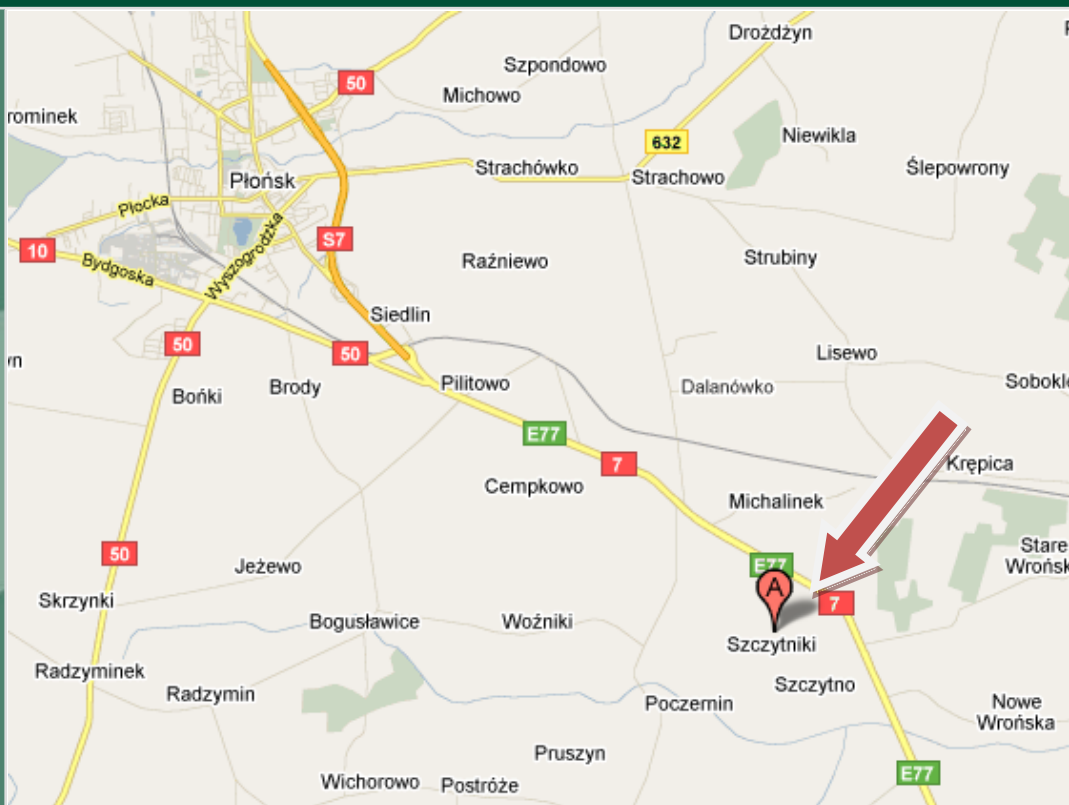 Drożdżyn
Szpondowo
50
Michowo
rominek
632
Niewikla
Strachówko
Ślepowrony
Strachowo
Płońsk
Płocka
Wyszogrodzka
S7
10
Bydgoska
Raźniewo
Strubiny
Siedlin
50
50
Lisewo
Bońki
Brody
Pilitowo
Dalanówko
Sobokl
E77
7
Krępica
Cempkowo
Michalinek
50
Jeżewo
E77
A
Stare
Wrońsk
7
Skrzynki
Bogusławice
Woźniki
Szczytniki
Radzyminek
Radzymin
Szczytno
Poczernin
Nowe
Wrońska
Pruszyn
Wichorowo
Postróże
E77